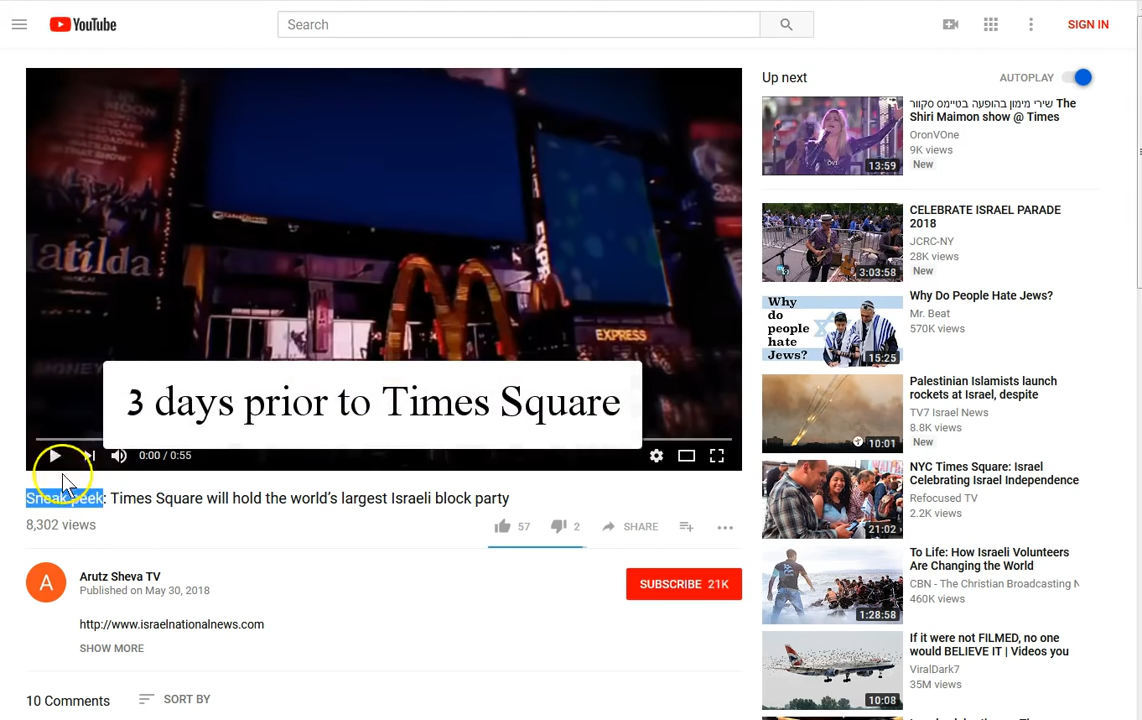 YouTube
Search
SIGN IN
Matilda
EXPRESS
3 days prior to Times Square
0:00 / 0:55
Sneak peek: Times Square will hold the world's largest Israeli block party
8,302 views
57
2
SHARE
A
Arutz Sheva TV
Published on May 30, 2018
SUBSCRIBE 21K
http://www.israelnationalnews.com
SHOW MORE
10 Comments
SORT BY
Up next
AUTOPLAY
שירי מימון בהופעה בטיימס סקוור The
Shiri Maimon show @ Times
OronVOne
9K views
New
13:59
CELEBRATE ISRAEL PARADE
2018
JCRC-NY
28K views
New
3:03:58
Why
do
people
hate
Jews?
15:25
Why Do People Hate Jews?
Mr. Beat
570K views
Palestinian Islamists launch
rockets at Israel, despite
TV7 Israel News
8.8K views
New
10:01
NYC Times Square: Israel
Celebrating Israel Independence
Refocused TV
2.2K views
21:02
To Life: How Israeli Volunteers
Are Changing the World
CBN - The Christian Broadcasting N
460K views
1:28:58
If it were not FILMED, no one
would BELIEVE IT | Videos you
ViralDark7
35M views
10:08